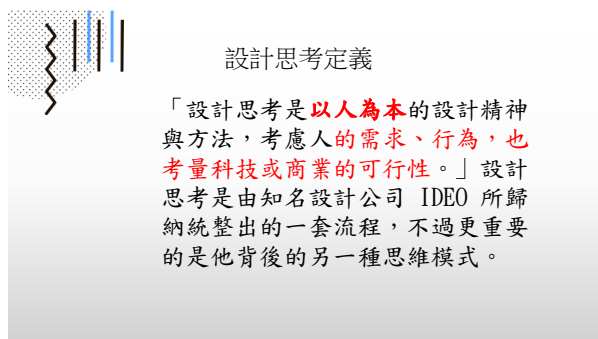 設計思考定義
「設計思考是以人為本的設計精神
與方法，考慮人的需求、行為，也
考量科技或商業的可行性。」設計
思考是由知名設計公司 IDEO 所歸
納統整出的一套流程，不過更重要
的是他背後的另一種思維模式。